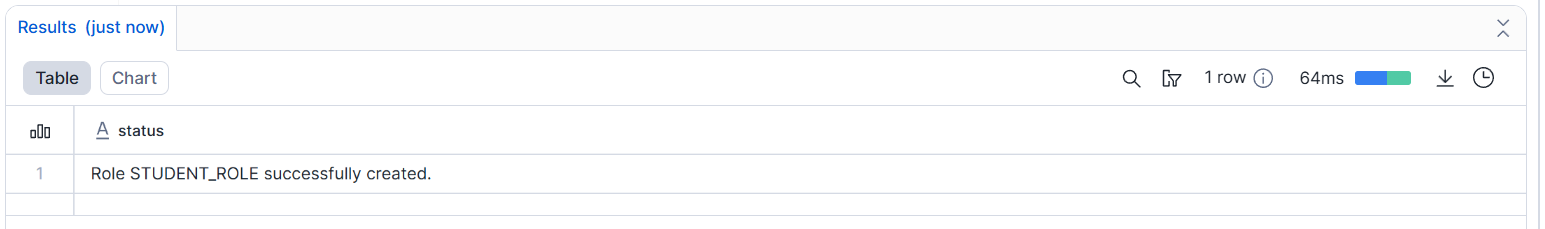 Results (just now)
Table Chart 1 row 64ms
A status
1 Role STUDENT_ROLE successfully created.